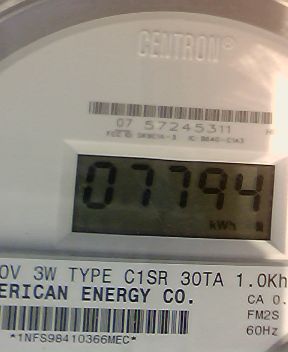 CENTRON®
07 57245311
07794
kWh
0V 3W TYPE C1SR 30TA 1.0Kh
ERICAN ENERGY CO.
CA 0.
FM2S
60Hz
*1NFS98410366MEC*